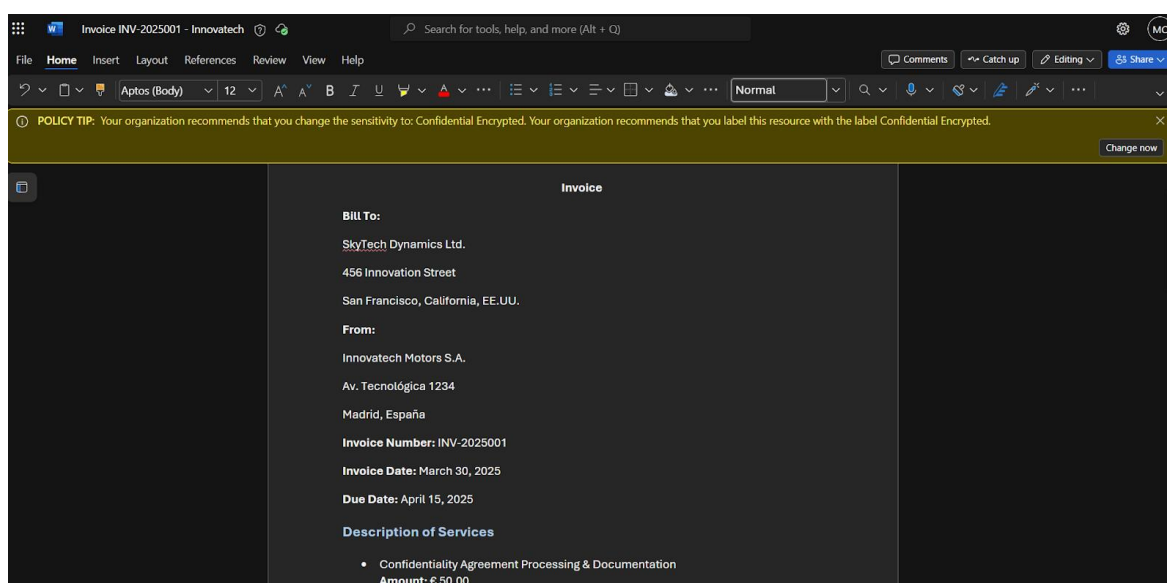 Invoice INV-2025001 - Innovatech
Search for tools, help, and more (Alt + Q)
MC
File Home Insert Layout References Review View Help
Comments Catch up Editing Share
Aptos (Body) 12 A A B I U A Normal
POLICY TIP: Your organization recommends that you change the sensitivity to: Confidential Encrypted. Your organization recommends that you label this resource with the label Confidential Encrypted.
Change now
Invoice
Bill To:
SkyTech Dynamics Ltd.
456 Innovation Street
San Francisco, California, EE.UU.
From:
Innovatech Motors S.A.
Av. Tecnológica 1234
Madrid, España
Invoice Number: INV-2025001
Invoice Date: March 30, 2025
Due Date: April 15, 2025
Description of Services
• Confidentiality Agreement Processing & Documentation
Amount: € 50.00